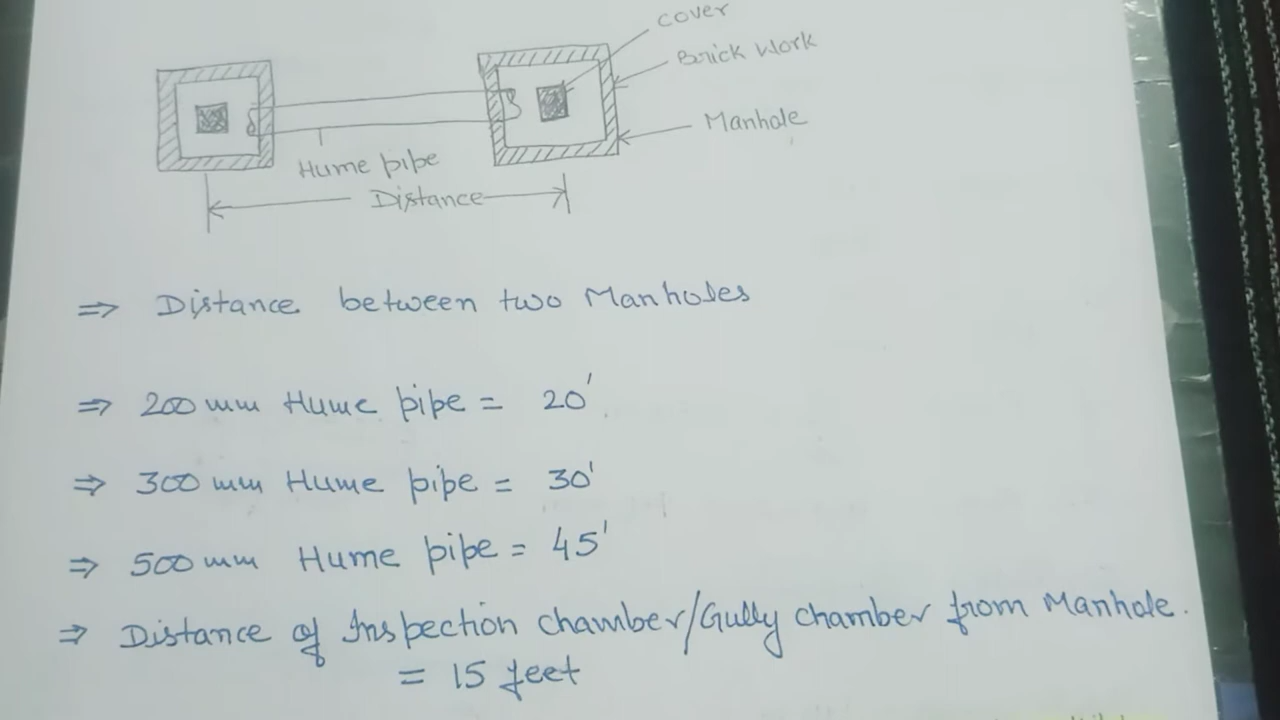 cover
Brick Work
Manhole
Hume pipe
Distance
⇒ Distance between two Manholes
⇒ 200 mm Hume pipe = 20'
⇒ 300 mm Hume pipe = 30'
⇒ 500 mm Hume pipe = 45'
⇒ Distance of Inspection chamber/Gully chamber from Manhole.
= 15 feet